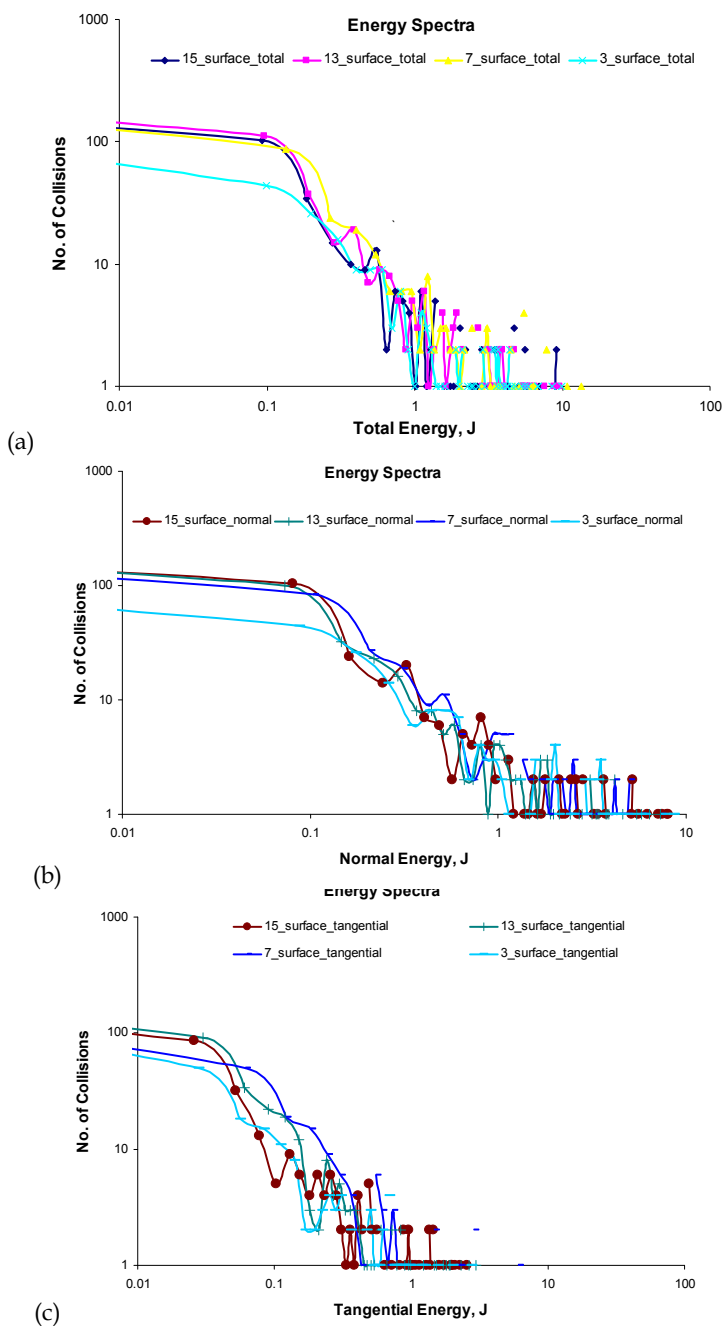 Energy Spectra
15_surface_total 13_surface_total 7_surface_total 3_surface_total
1000
100
10
1
No. of Collisions
0.01 0.1 1 10 100
Total Energy, J
(a)
Energy Spectra
15_surface_normal 13_surface_normal 7_surface_normal 3_surface_normal
1000
100
10
1
No. of Collisions
0.01 0.1 1 10
Normal Energy, J
(b)
Energy Spectra
15_surface_tangential 13_surface_tangential
7_surface_tangential 3_surface_tangential
1000
100
10
1
No. of Collisions
0.01 0.1 1 10 100
Tangential Energy, J
(c)